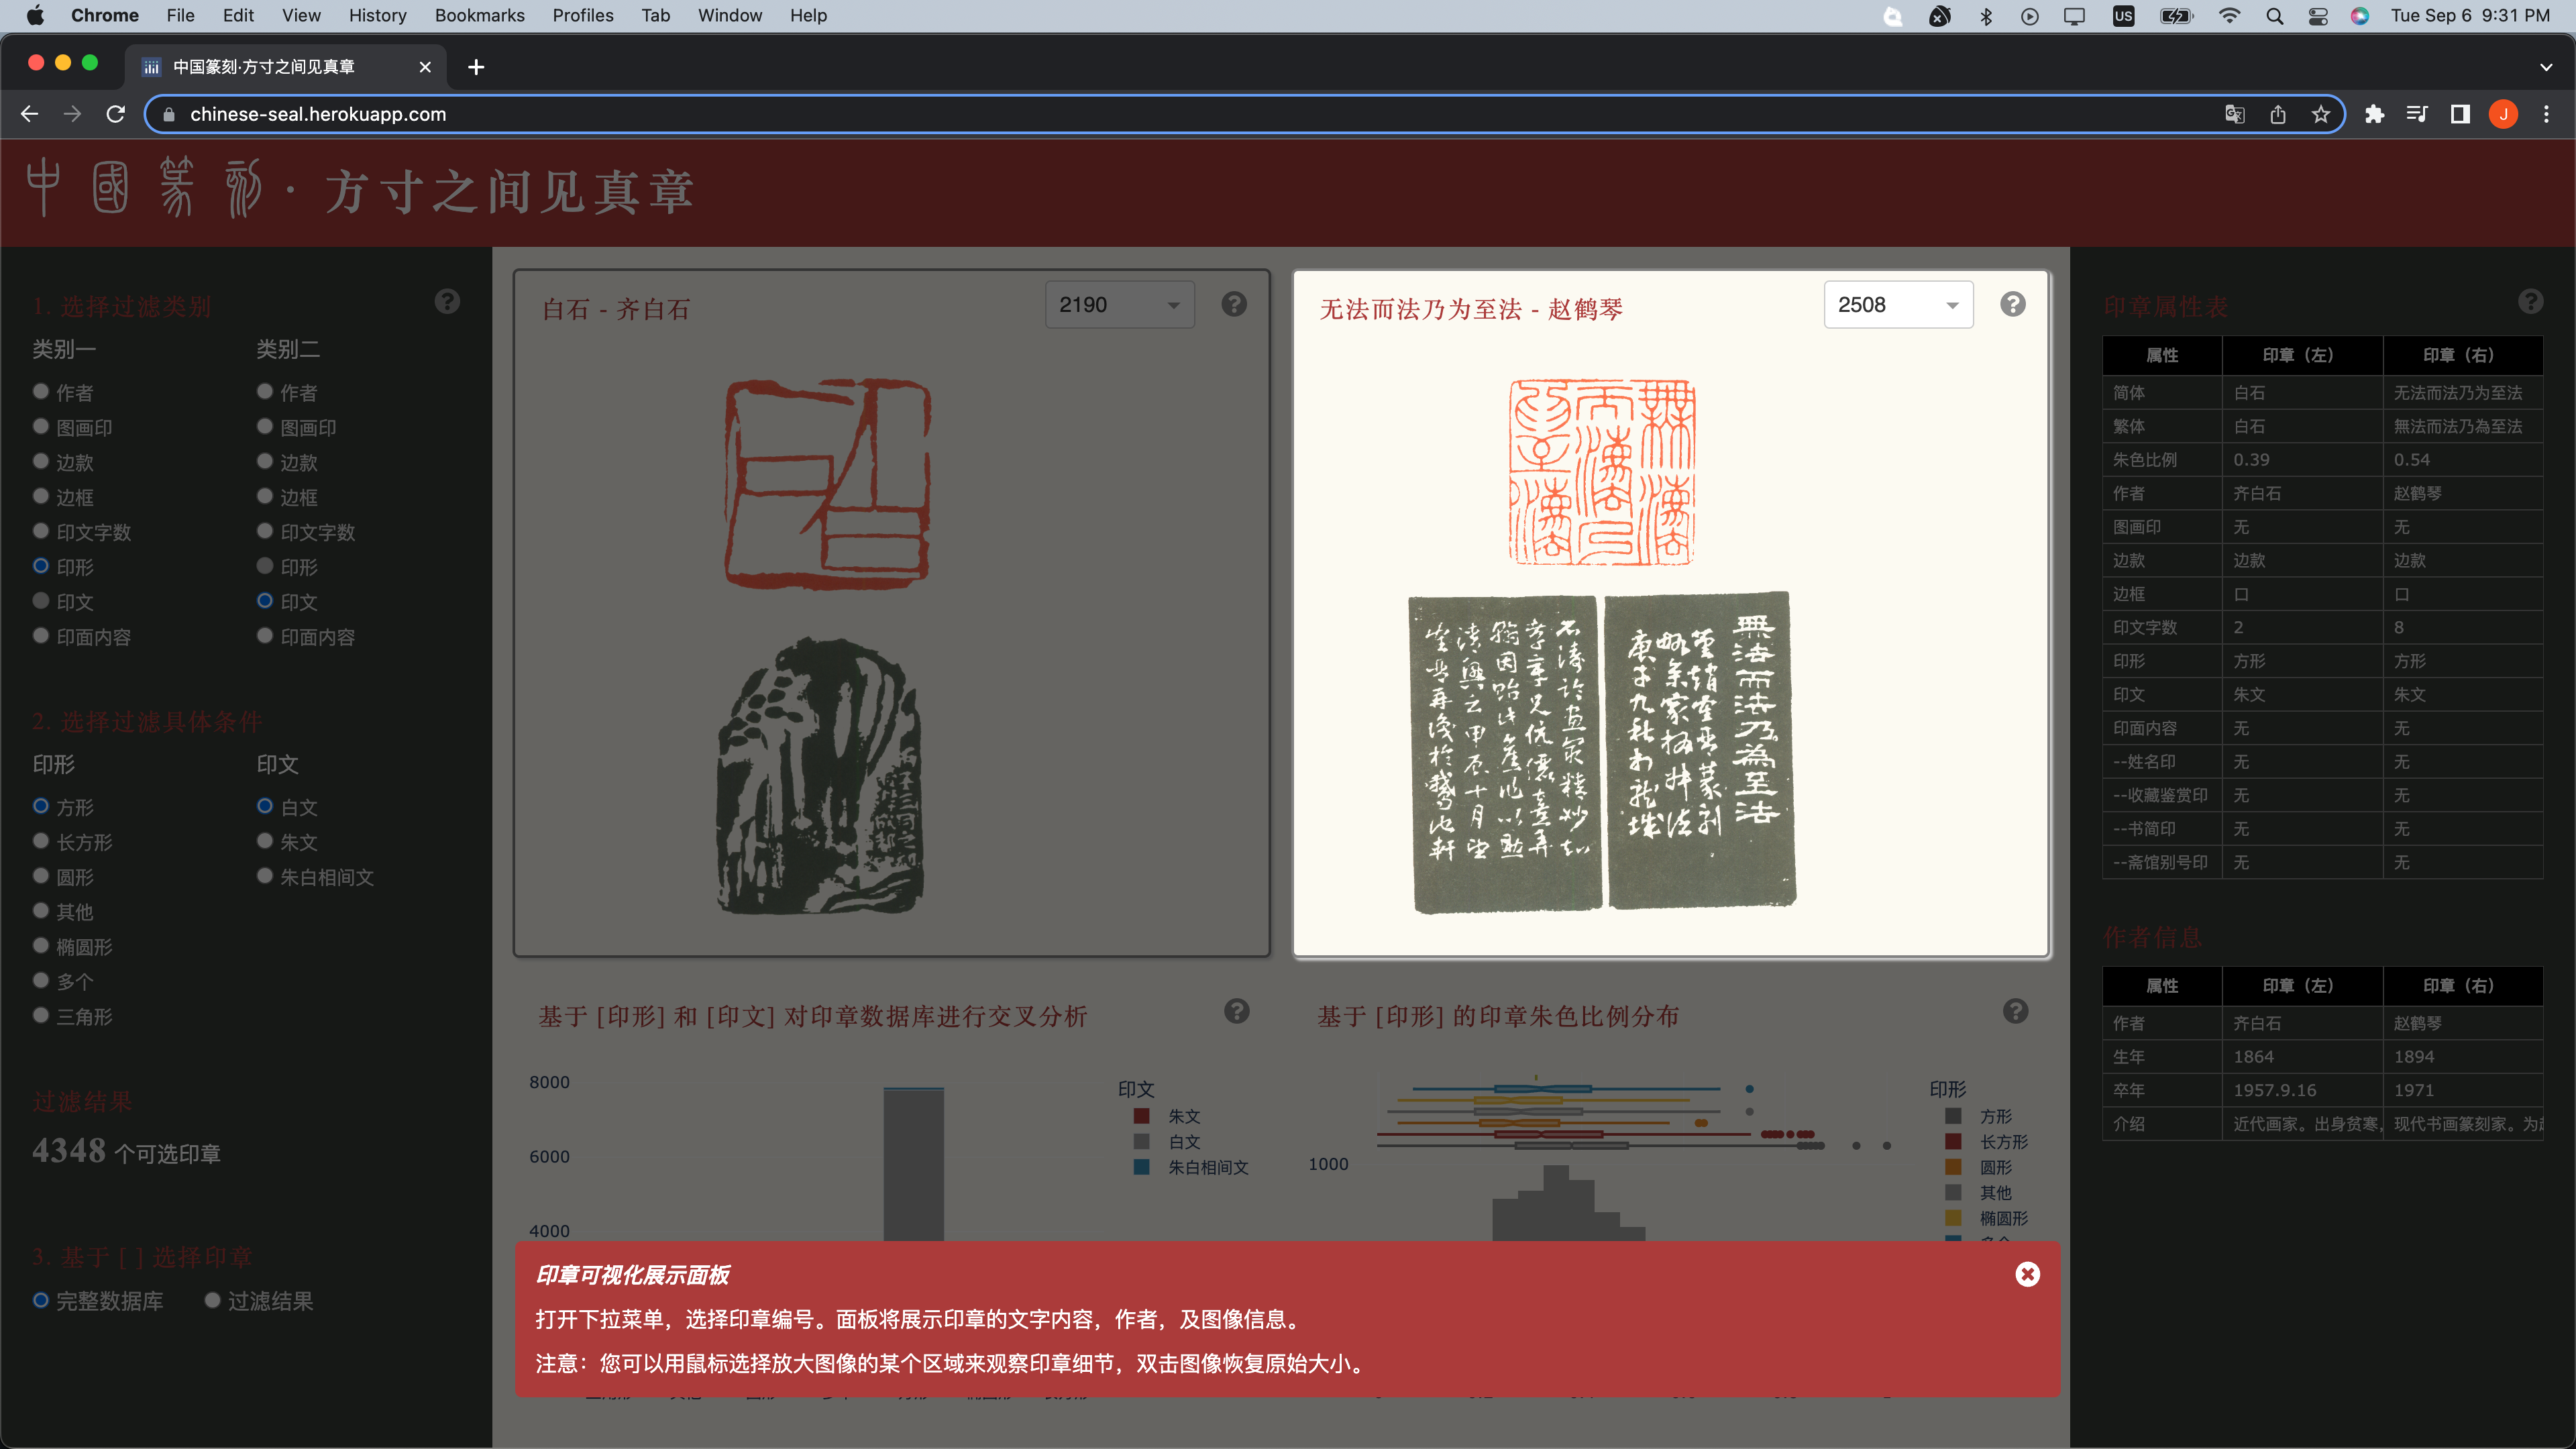 Chrome File Edit View History Bookmarks Profiles Tab Window Help
US
Tue Sep 6 9:31 PM
中国篆刻·方寸之间见真章
chinese-seal.herokuapp.com
J
中國篆刻·方寸之间见真章
1. 选择过滤类别
类别一 类别二
作者 作者
图画印 图画印
边款 边款
边框 边框
印文字数 印文字数
印形 印形
印文 印文
印面内容 印面内容
2. 选择过滤具体条件
印形 印文
方形 白文
长方形 朱文
圆形 朱白相间文
其他
椭圆形
多个
三角形
过滤结果
4348 个可选印章
3. 基于 [ ] 选择印章
完整数据库 过滤结果
白石 - 齐白石
2190
无法而法乃为至法 - 赵鹤琴
2508
無法而法乃為至法
基于 [印形] 和 [印文] 对印章数据库进行交叉分析
8000
6000
4000
印文
朱文
白文
朱白相间文
基于 [印形] 的印章朱色比例分布
1000
印形
方形
长方形
圆形
其他
椭圆形
印章可视化展示面板
打开下拉菜单，选择印章编号。面板将展示印章的文字内容，作者，及图像信息。
注意：您可以用鼠标选择放大图像的某个区域来观察印章细节，双击图像恢复原始大小。
印章属性表
属性 印章（左） 印章（右）
简体 白石 无法而法乃为至法
繁体 白石 無法而法乃為至法
朱色比例 0.39 0.54
作者 齐白石 赵鹤琴
图画印 无 无
边款 边款 边款
边框 口 口
印文字数 2 8
印形 方形 方形
印文 朱文 朱文
印面内容 无 无
--姓名印 无 无
--收藏鉴赏印 无 无
--书简印 无 无
--斋馆别号印 无 无
作者信息
属性 印章（左） 印章（右）
作者 齐白石 赵鹤琴
生年 1864 1894
卒年 1957.9.16 1971
介绍 近代画家。出身贫寒， 现代书画篆刻家。为